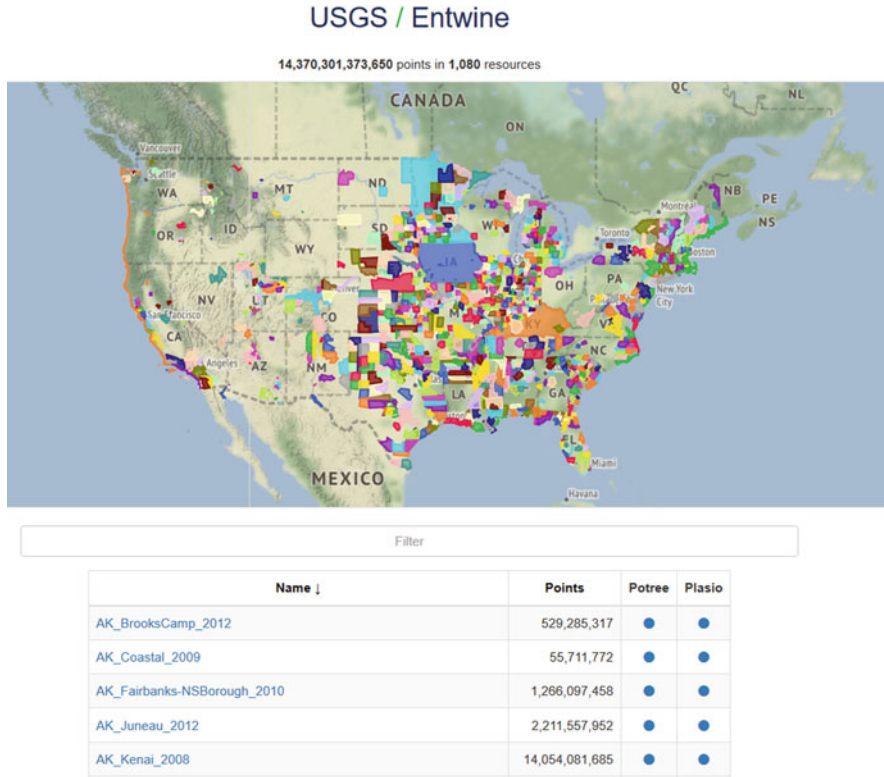 USGS / Entwine
14,370,301,373,650 points in 1,080 resources
CANADA
QC
NL
ON
Vancouver
Seattle
WA
MT
ND
NB
PE
NS
Montréal
OR
ID
SD
Toronto
WY
IA
OH
PA
New York
City
NV
UT
CO
San Francisco
CA
KY
NC
Angeles
AZ
NM
LA
GA
FL
Miami
MEXICO
Havana
Filter
Name ↓ Points Potree Plasio
AK_BrooksCamp_2012 529,285,317
AK_Coastal_2009 55,711,772
AK_Fairbanks-NSBorough_2010 1,266,097,458
AK_Juneau_2012 2,211,557,952
AK_Kenai_2008 14,054,081,685